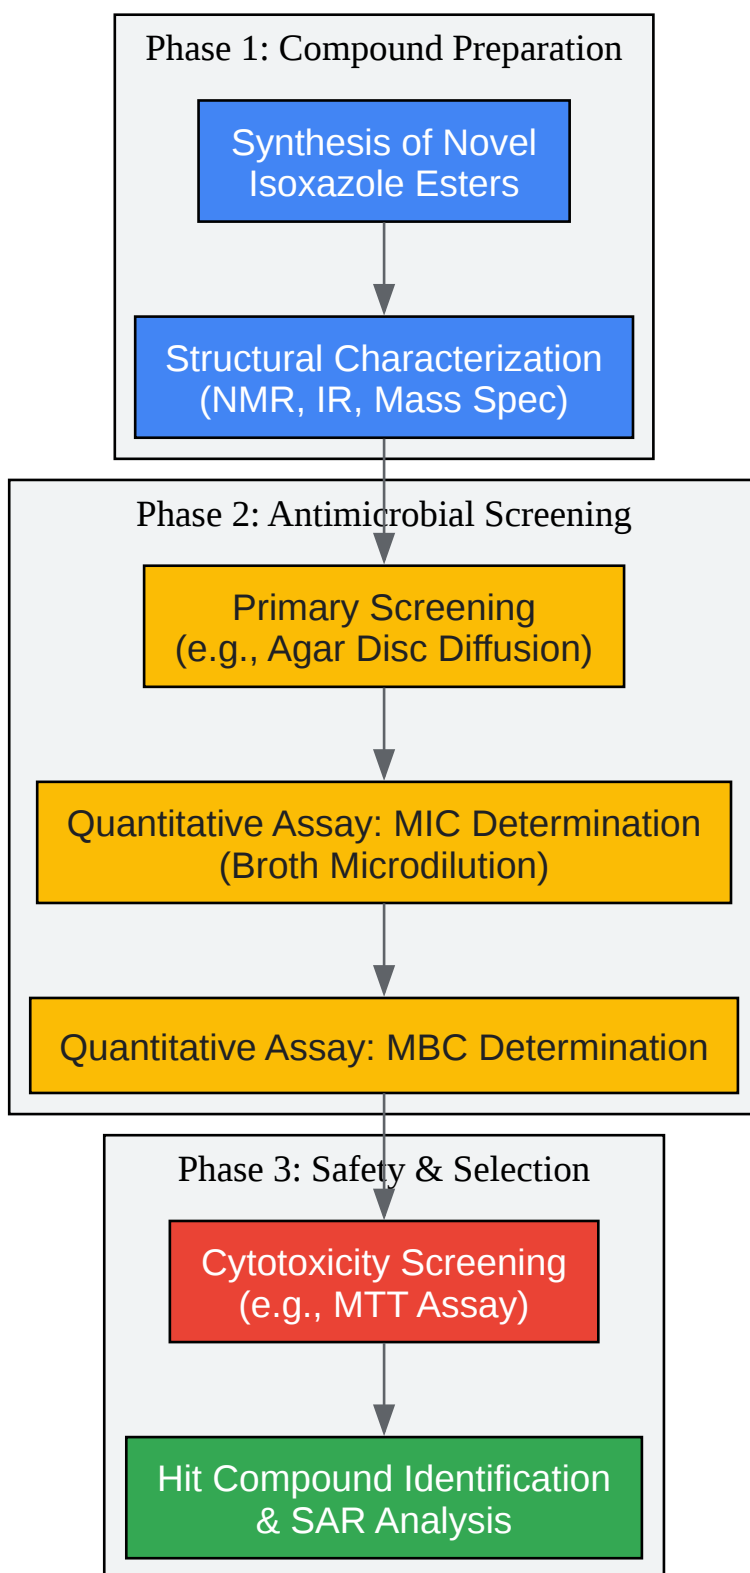 Phase 1: Compound Preparation
Synthesis of Novel
Isoxazole Esters
Structural Characterization
(NMR, IR, Mass Spec)
Phase 2: Antimicrobial Screening
Primary Screening
(e.g., Agar Disc Diffusion)
Quantitative Assay: MIC Determination
(Broth Microdilution)
Quantitative Assay: MBC Determination
Phase 3: Safety & Selection
Cytotoxicity Screening
(e.g., MTT Assay)
Hit Compound Identification
& SAR Analysis